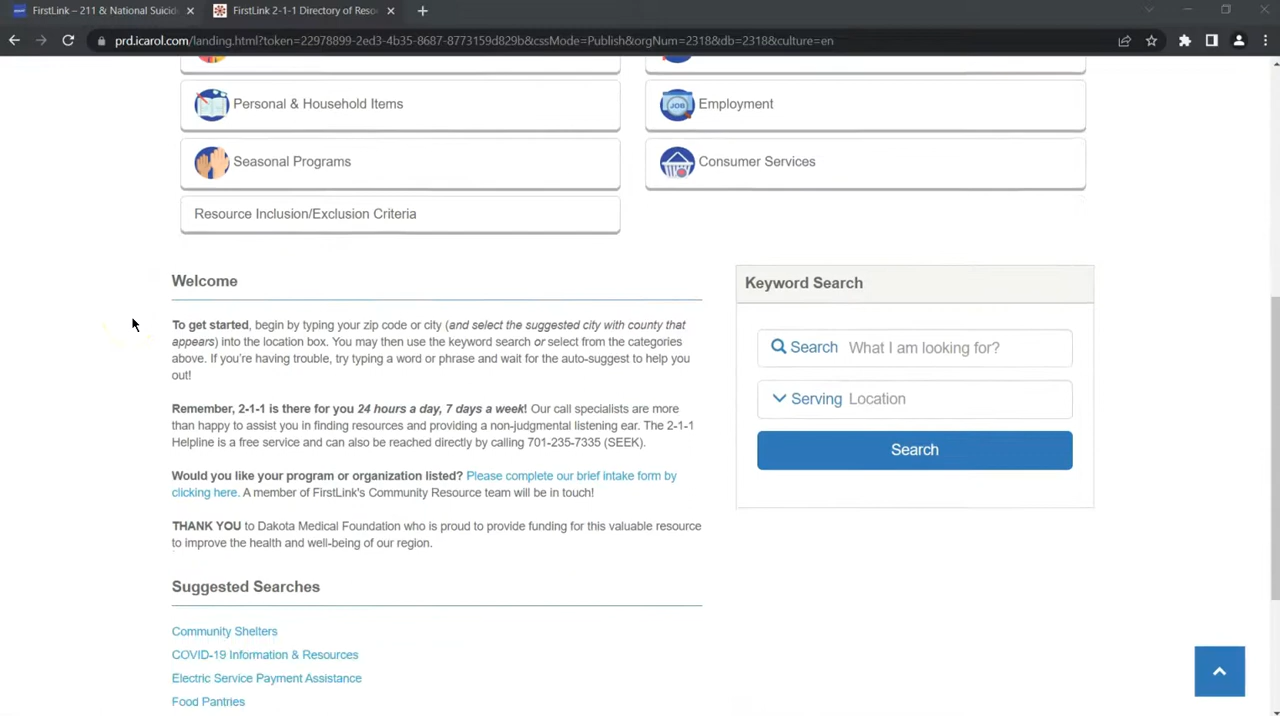 FirstLink – 211 & National Suicid
FirstLink 2-1-1 Directory of Reso
prd.icarol.com/landing.html?token=22978899-2ed3-4b35-8687-8773159d829b&cssMode=Publish&orgNum=2318&db=2318&culture=en
Personal & Household Items
JOB
Employment
Seasonal Programs
Consumer Services
Resource Inclusion/Exclusion Criteria
Welcome
To get started, begin by typing your zip code or city (and select the suggested city with county that
appears) into the location box. You may then use the keyword search or select from the categories
above. If you're having trouble, try typing a word or phrase and wait for the auto-suggest to help you
out!
Remember, 2-1-1 is there for you 24 hours a day, 7 days a week! Our call specialists are more
than happy to assist you in finding resources and providing a non-judgmental listening ear. The 2-1-1
Helpline is a free service and can also be reached directly by calling 701-235-7335 (SEEK).
Would you like your program or organization listed? Please complete our brief intake form by
clicking here. A member of FirstLink's Community Resource team will be in touch!
THANK YOU to Dakota Medical Foundation who is proud to provide funding for this valuable resource
to improve the health and well-being of our region.
Keyword Search
Search What I am looking for?
Serving Location
Search
Suggested Searches
Community Shelters
COVID-19 Information & Resources
Electric Service Payment Assistance
Food Pantries